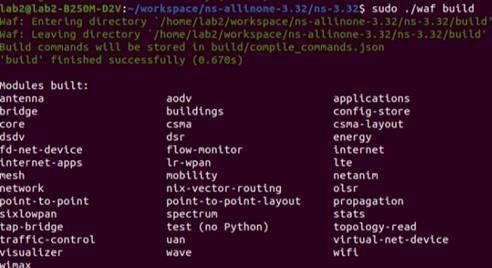 lab2@lab2-B250M-D2V:~/workspace/ns-allinone-3.32/ns-3.32$ sudo ./waf build
Waf: Entering directory `/home/lab2/workspace/ns-allinone-3.32/ns-3.32/build'
Waf: Leaving directory `/home/lab2/workspace/ns-allinone-3.32/ns-3.32/build'
Build commands will be stored in build/compile_commands.json
'build' finished successfully (0.670s)
Modules built:
antenna aodv applications
bridge buildings config-store
core csma csma-layout
dsdv dsr energy
fd-net-device flow-monitor internet
internet-apps lr-wpan lte
mesh mobility netanim
network nix-vector-routing olsr
point-to-point point-to-point-layout propagation
sixlowpan spectrum stats
tap-bridge test (no Python) topology-read
traffic-control uan virtual-net-device
visualizer wave wifi
wimax